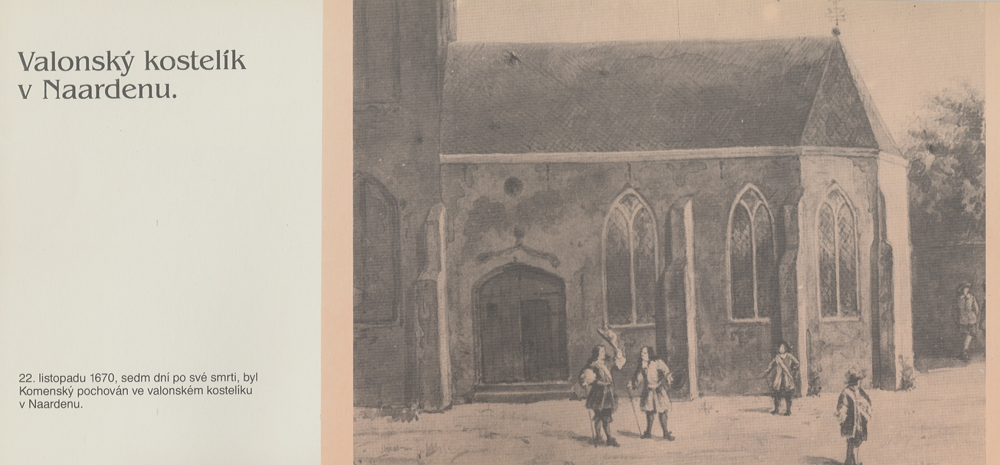 Valonský kostelík
v Naardenu.
22. listopadu 1670, sedm dní po své smrti, byl
Komenský pochován ve valonském kostelíku
v Naardenu.